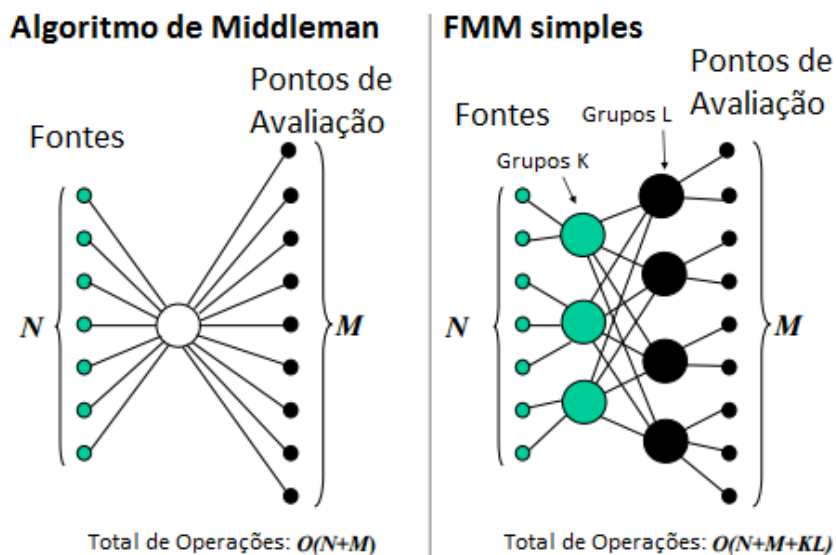 Algoritmo de Middleman
Pontos de
Avaliação
Fontes
N
M
Total de Operações: O(N+M)
FMM simples
Pontos de
Avaliação
Fontes
Grupos L
Grupos K
N
M
Total de Operações: O(N+M+KL)